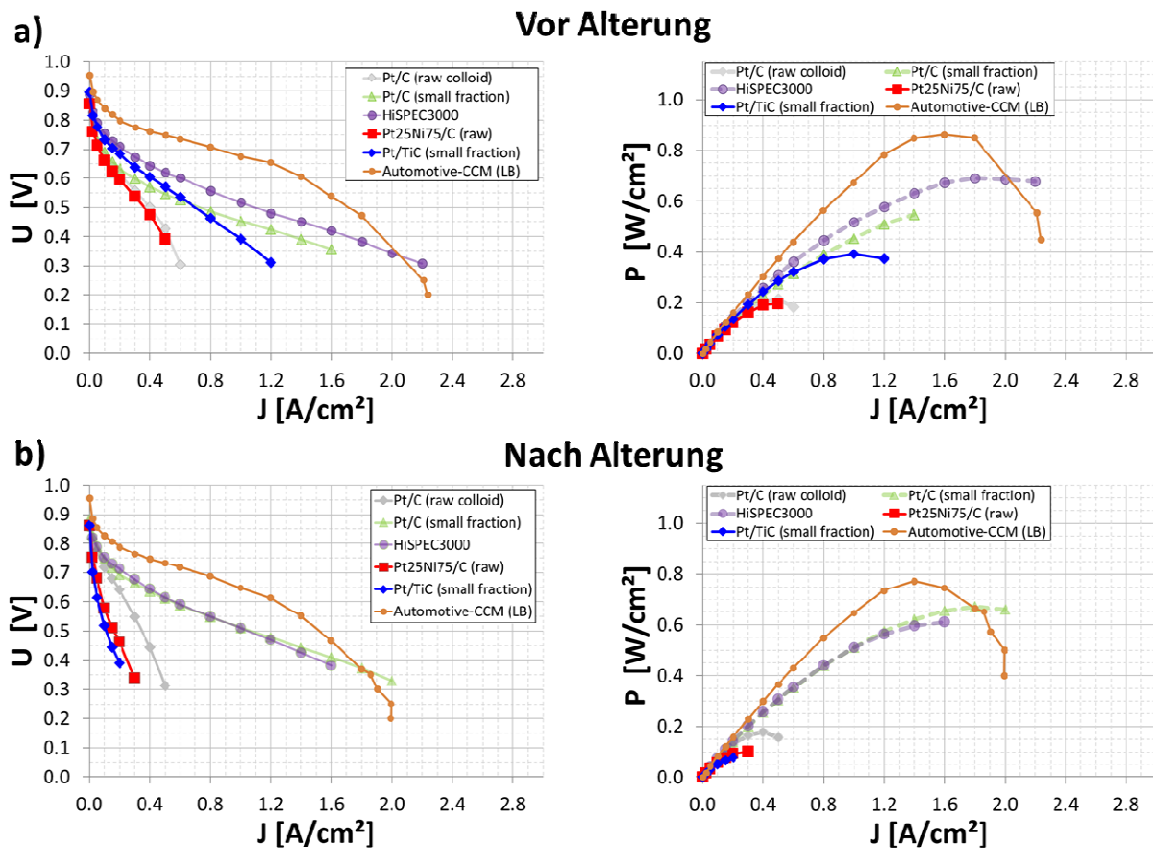 a)
Vor Alterung
U [V]
1.0
0.9
0.8
0.7
0.6
0.5
0.4
0.3
0.2
0.1
0.0
Pt/C (raw colloid)
Pt/C (small fraction)
HiSPEC3000
Pt25Ni75/C (raw)
Pt/TiC (small fraction)
Automotive-CCM (LB)
0.0 0.4 0.8 1.2 1.6 2.0 2.4 2.8
J [A/cm²]
P [W/cm²]
1.0
0.8
0.6
0.4
0.2
0.0
Pt/C (raw colloid) Pt/C (small fraction)
HiSPEC3000 Pt25Ni75/C (raw)
Pt/TiC (small fraction) Automotive-CCM (LB)
0.0 0.4 0.8 1.2 1.6 2.0 2.4 2.8
J [A/cm²]
b)
Nach Alterung
U [V]
1.0
0.9
0.8
0.7
0.6
0.5
0.4
0.3
0.2
0.1
0.0
Pt/C (raw colloid)
Pt/C (small fraction)
HiSPEC3000
Pt25NI75/C (raw)
Pt/TiC (small fraction)
Automotive-CCM (LB)
0.0 0.4 0.8 1.2 1.6 2.0 2.4 2.8
J [A/cm²]
P [W/cm²]
1.0
0.8
0.6
0.4
0.2
0.0
Pt/C (raw colloid) Pt/C (small fraction)
HiSPEC3000 Pt25Ni75/C (raw)
Pt/TiC (small fraction) Automotive-CCM (LB)
0.0 0.4 0.8 1.2 1.6 2.0 2.4 2.8
J [A/cm²]